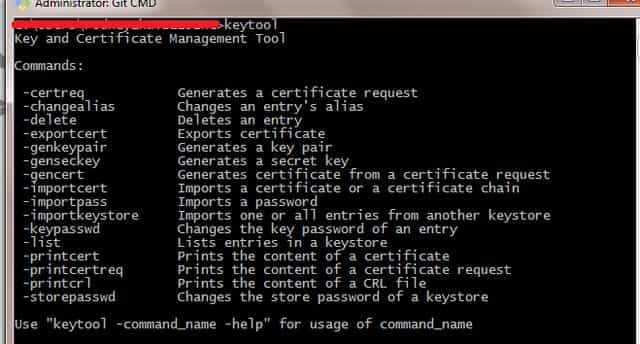 Administrator: Git CMD
>keytool
Key and Certificate Management Tool
Commands:
-certreq Generates a certificate request
-changealias Changes an entry's alias
-delete Deletes an entry
-exportcert Exports certificate
-genkeypair Generates a key pair
-genseckey Generates a secret key
-gencert Generates certificate from a certificate request
-importcert Imports a certificate or a certificate chain
-importpass Imports a password
-importkeystore Imports one or all entries from another keystore
-keypasswd Changes the key password of an entry
-list Lists entries in a keystore
-printcert Prints the content of a certificate
-printcertreq Prints the content of a certificate request
-printcrl Prints the content of a CRL file
-storepasswd Changes the store password of a keystore
Use "keytool -command_name -help" for usage of command_name